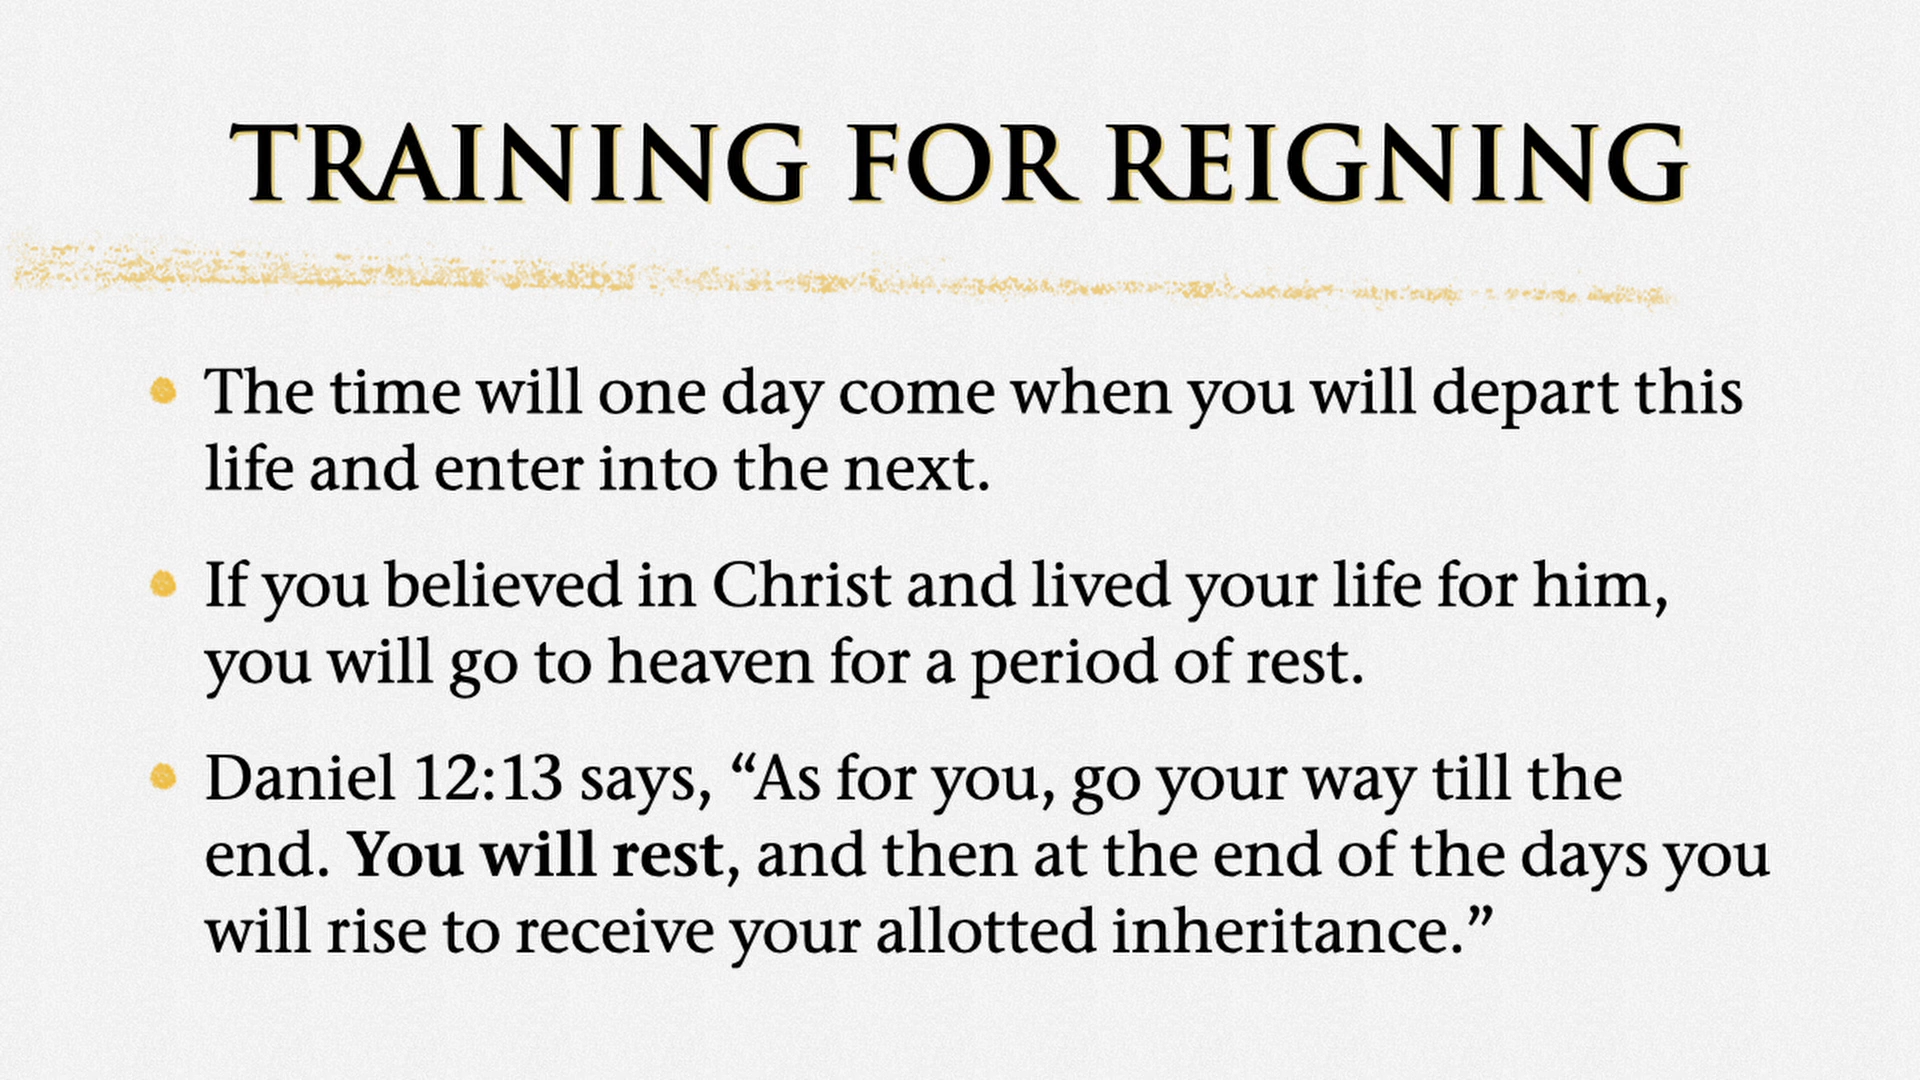 TRAINING FOR REIGNING
• The time will one day come when you will depart this
life and enter into the next.
• If you believed in Christ and lived your life for him,
you will go to heaven for a period of rest.
• Daniel 12:13 says, “As for you, go your way till the
end. You will rest, and then at the end of the days you
will rise to receive your allotted inheritance.”